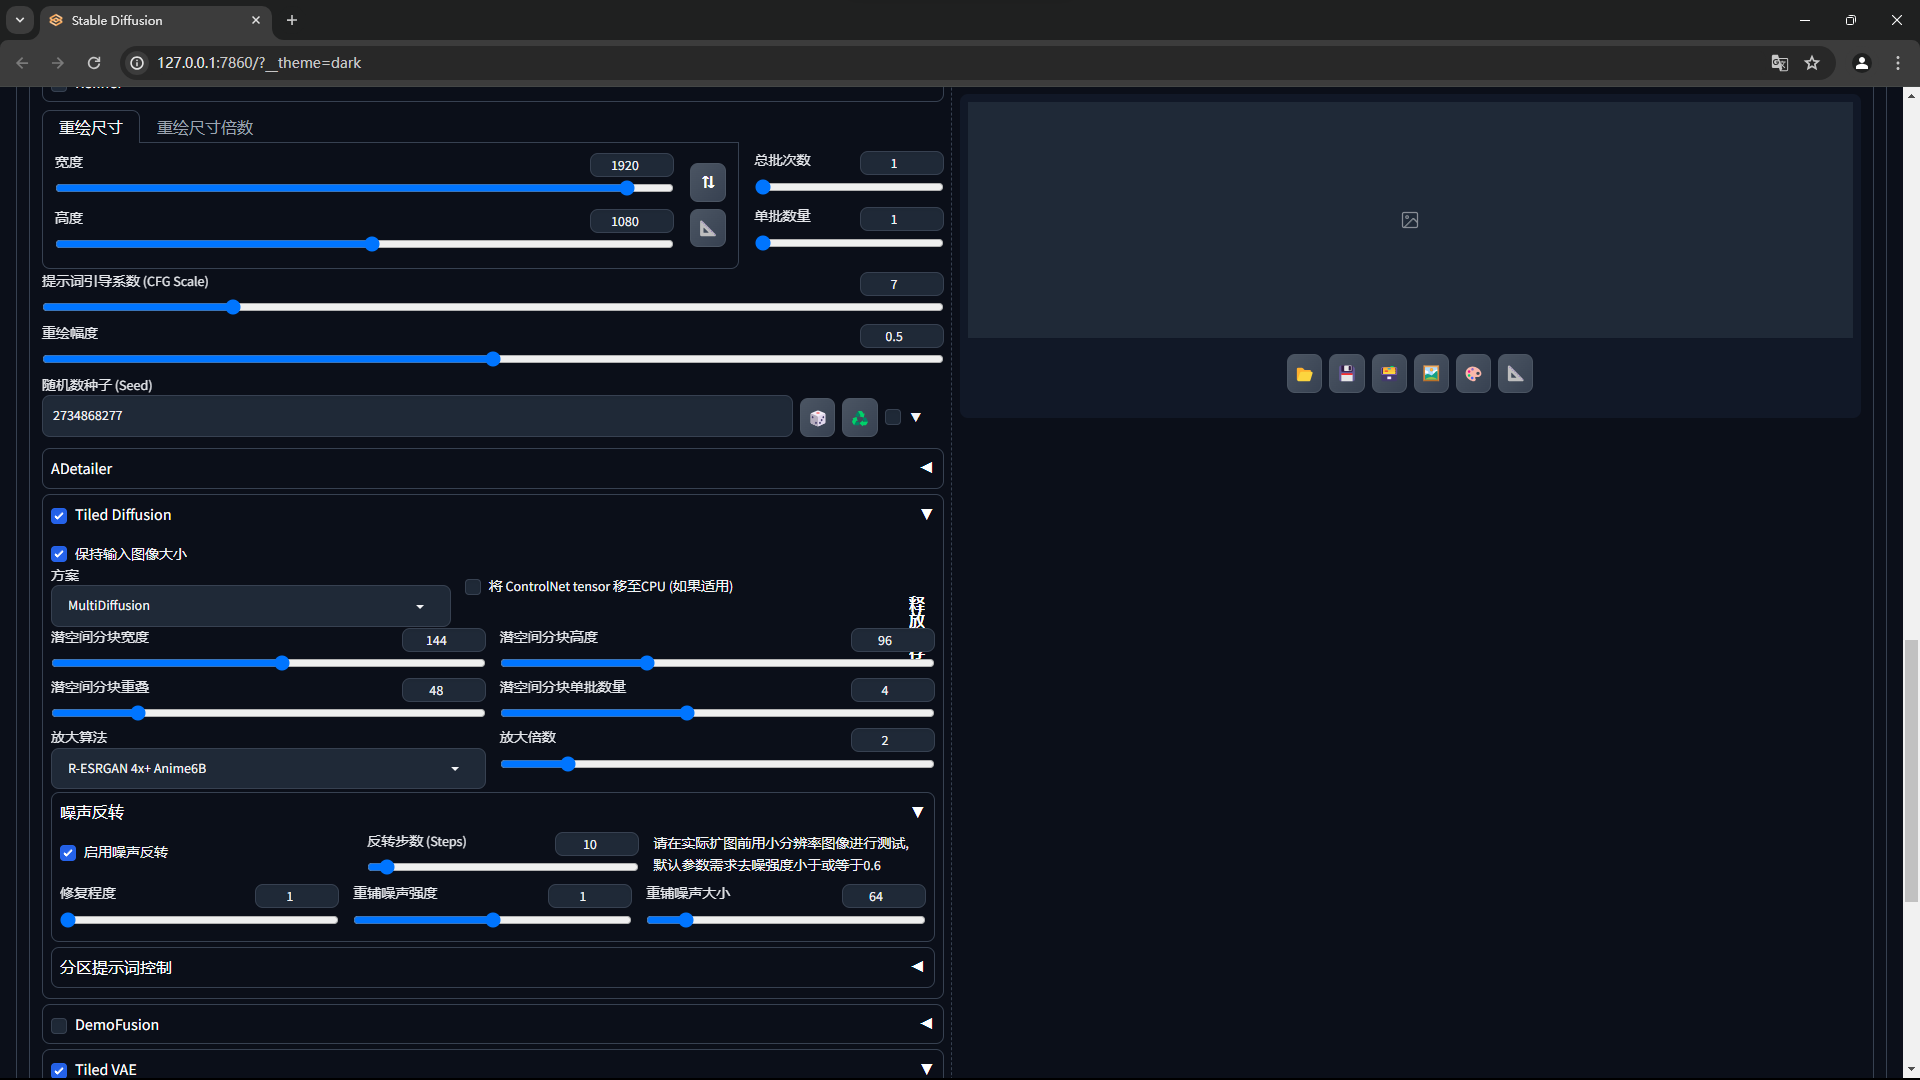 Stable Diffusion
127.0.0.1:7860/?__theme=dark
重绘尺寸
重绘尺寸倍数
宽度
1920
高度
1080
总批次数
1
单批数量
1
提示词引导系数 (CFG Scale)
7
重绘幅度
0.5
随机数种子 (Seed)
2734868277
ADetailer
Tiled Diffusion
保持输入图像大小
方案
MultiDiffusion
将 ControlNet tensor 移至CPU (如果适用)
释
放
潜空间分块宽度
144
潜空间分块高度
96
潜空间分块重叠
48
潜空间分块单批数量
4
放大算法
R-ESRGAN 4x+ Anime6B
放大倍数
2
噪声反转
启用噪声反转
反转步数 (Steps)
10
请在实际扩图前用小分辨率图像进行测试,
默认参数需求去噪强度小于或等于0.6
修复程度
1
重铺噪声强度
1
重铺噪声大小
64
分区提示词控制
DemoFusion
Tiled VAE